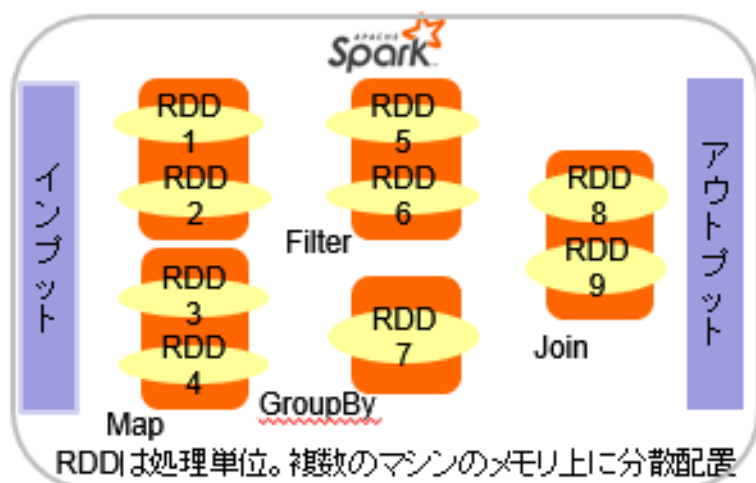 APACHE
Spark
インプット
RDD
1
RDD
2
RDD
3
RDD
4
Map
Filter
GroupBy
RDD
5
RDD
6
RDD
7
RDD
8
RDD
9
Join
アウトプット
RDDは処理単位。複数のマシンのメモリ上に分散配置